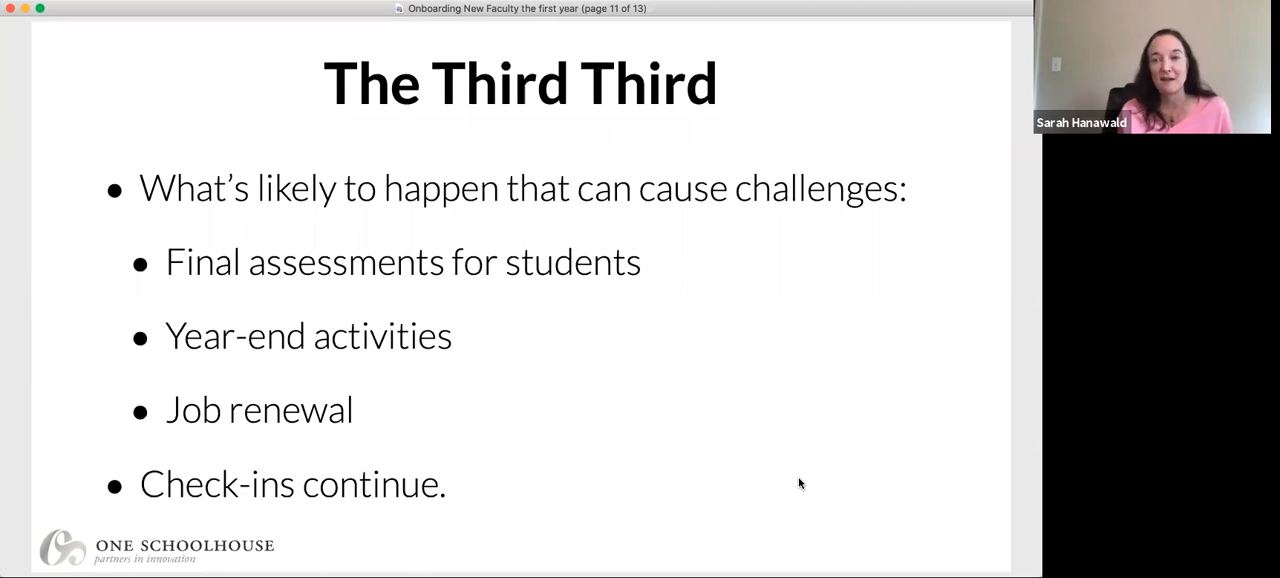 Onboarding New Faculty the first year (page 11 of 13)
The Third Third
Sarah Hanawald
• What's likely to happen that can cause challenges:
• Final assessments for students
• Year-end activities
• Job renewal
• Check-ins continue.
ONE SCHOOLHOUSE
partners in innovation